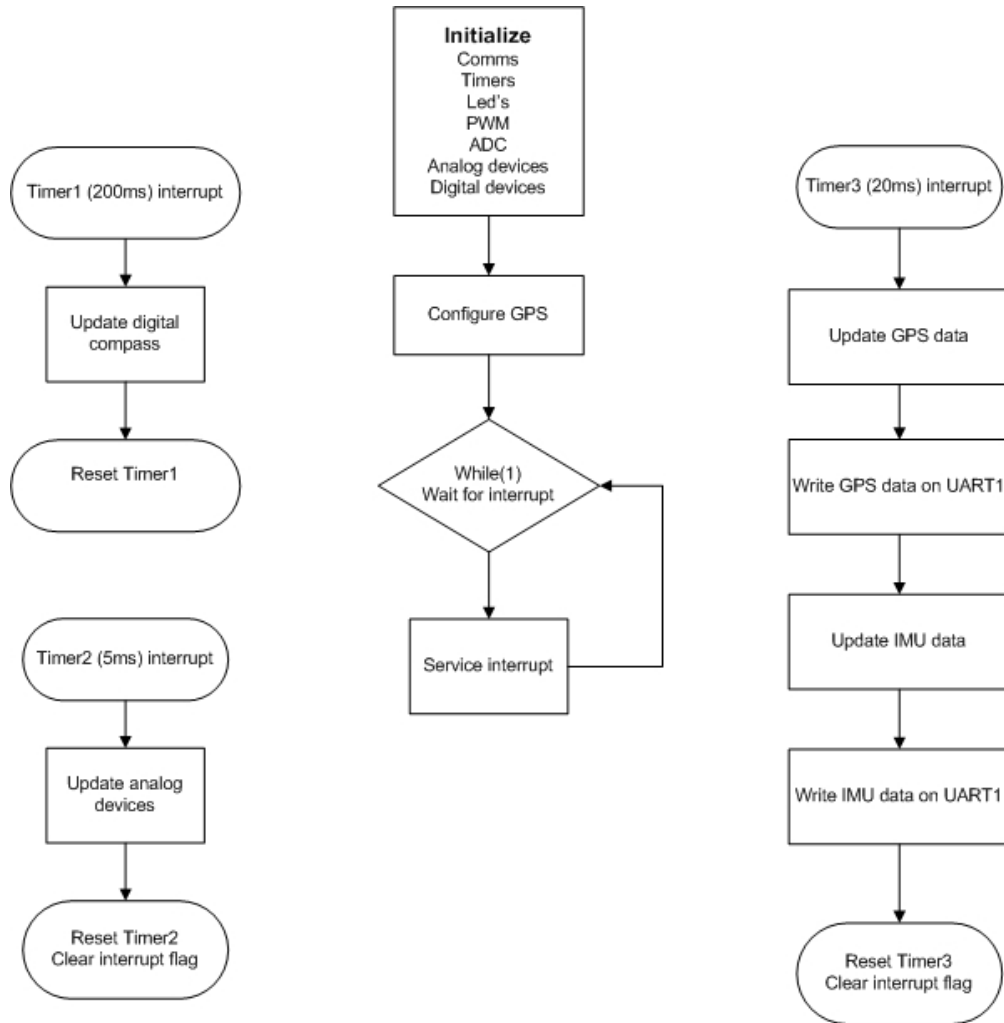 Initialize
Comms
Timers
Led's
PWM
ADC
Analog devices
Digital devices
Configure GPS
While(1)
Wait for interrupt
Service interrupt
Timer1 (200ms) interrupt
Update digital
compass
Reset Timer1
Timer2 (5ms) interrupt
Update analog
devices
Reset Timer2
Clear interrupt flag
Timer3 (20ms) interrupt
Update GPS data
Write GPS data on UART1
Update IMU data
Write IMU data on UART1
Reset Timer3
Clear interrupt flag